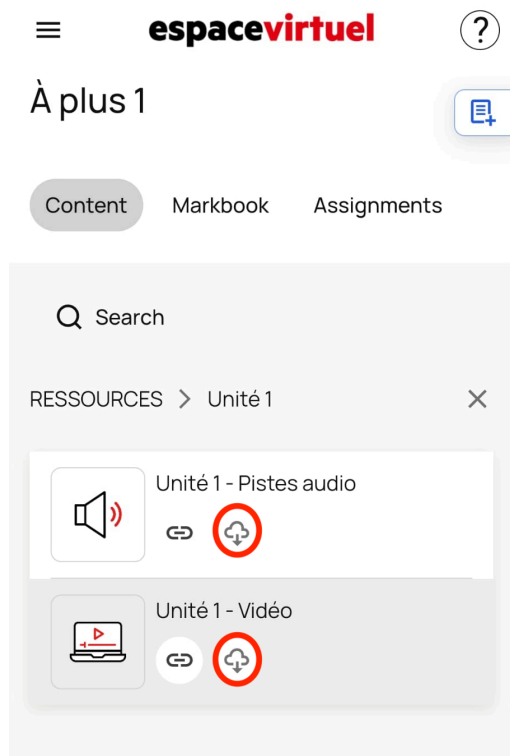 espacevirtuel
?
À plus 1
Content Markbook Assignments
Search
RESSOURCES > Unité 1
Unité 1 - Pistes audio
Unité 1 - Vidéo